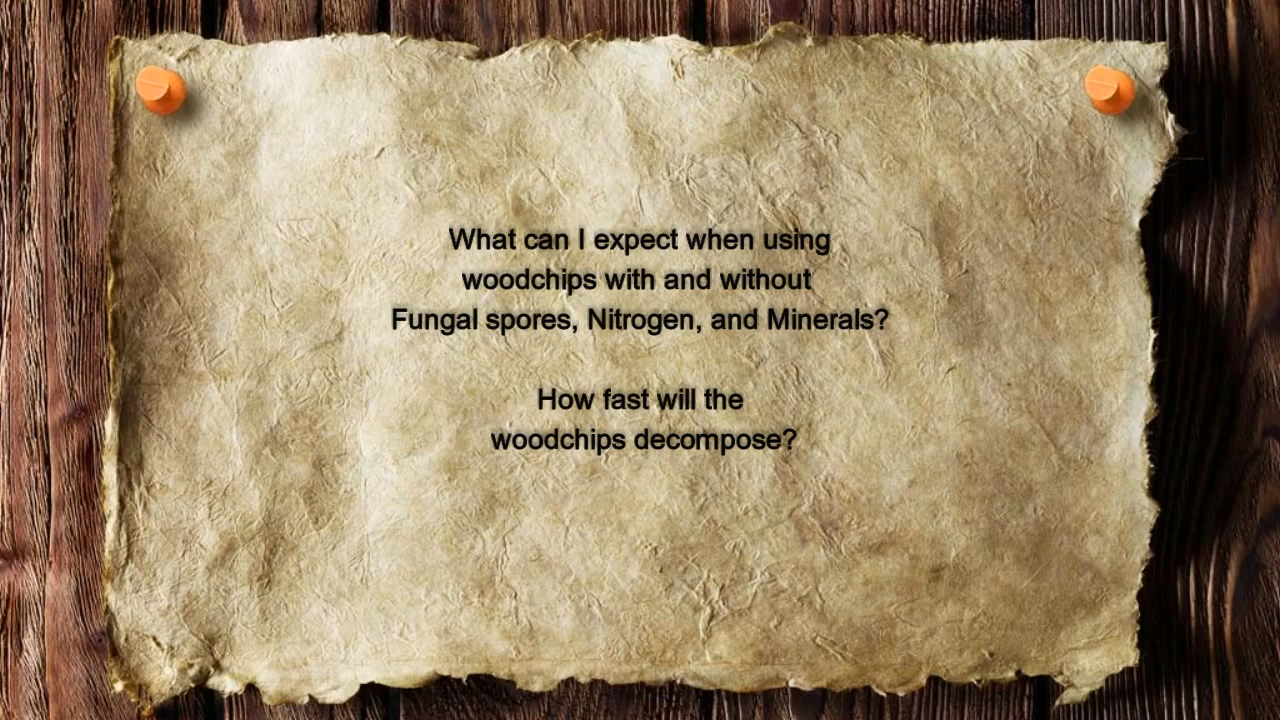 What can I expect when using
woodchips with and without
Fungal spores, Nitrogen, and Minerals?
How fast will the
woodchips decompose?